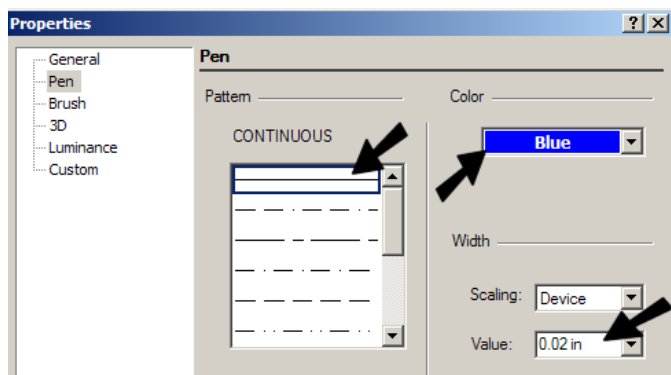 Properties
General
Pen
Brush
3D
Luminance
Custom
Pen
Pattern
CONTINUOUS
Color
Blue
Width
Scaling: Device
Value: 0.02 in